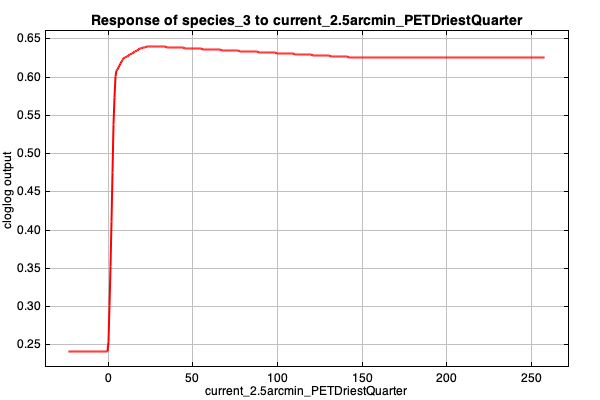 Response of species_3 to current_2.5arcmin_PETDriestQuarter
0.65
0.60
0.55
0.50
0.45
0.40
0.35
0.30
0.25
cloglog output
0 50 100 150 200 250
current_2.5arcmin_PETDriestQuarter